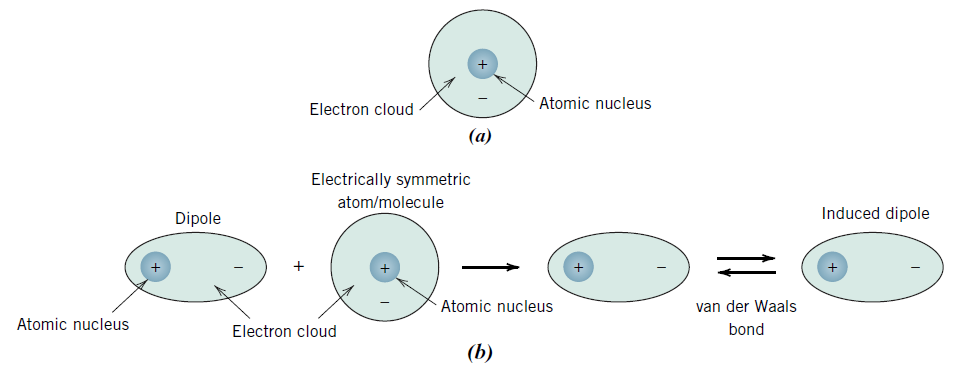 +
Electron cloud
−
Atomic nucleus
(a)
Electrically symmetric
atom/molecule
Dipole
Induced dipole
+ − + + + − + −
−
Atomic nucleus
Electron cloud
Atomic nucleus
van der Waals
bond
(b)